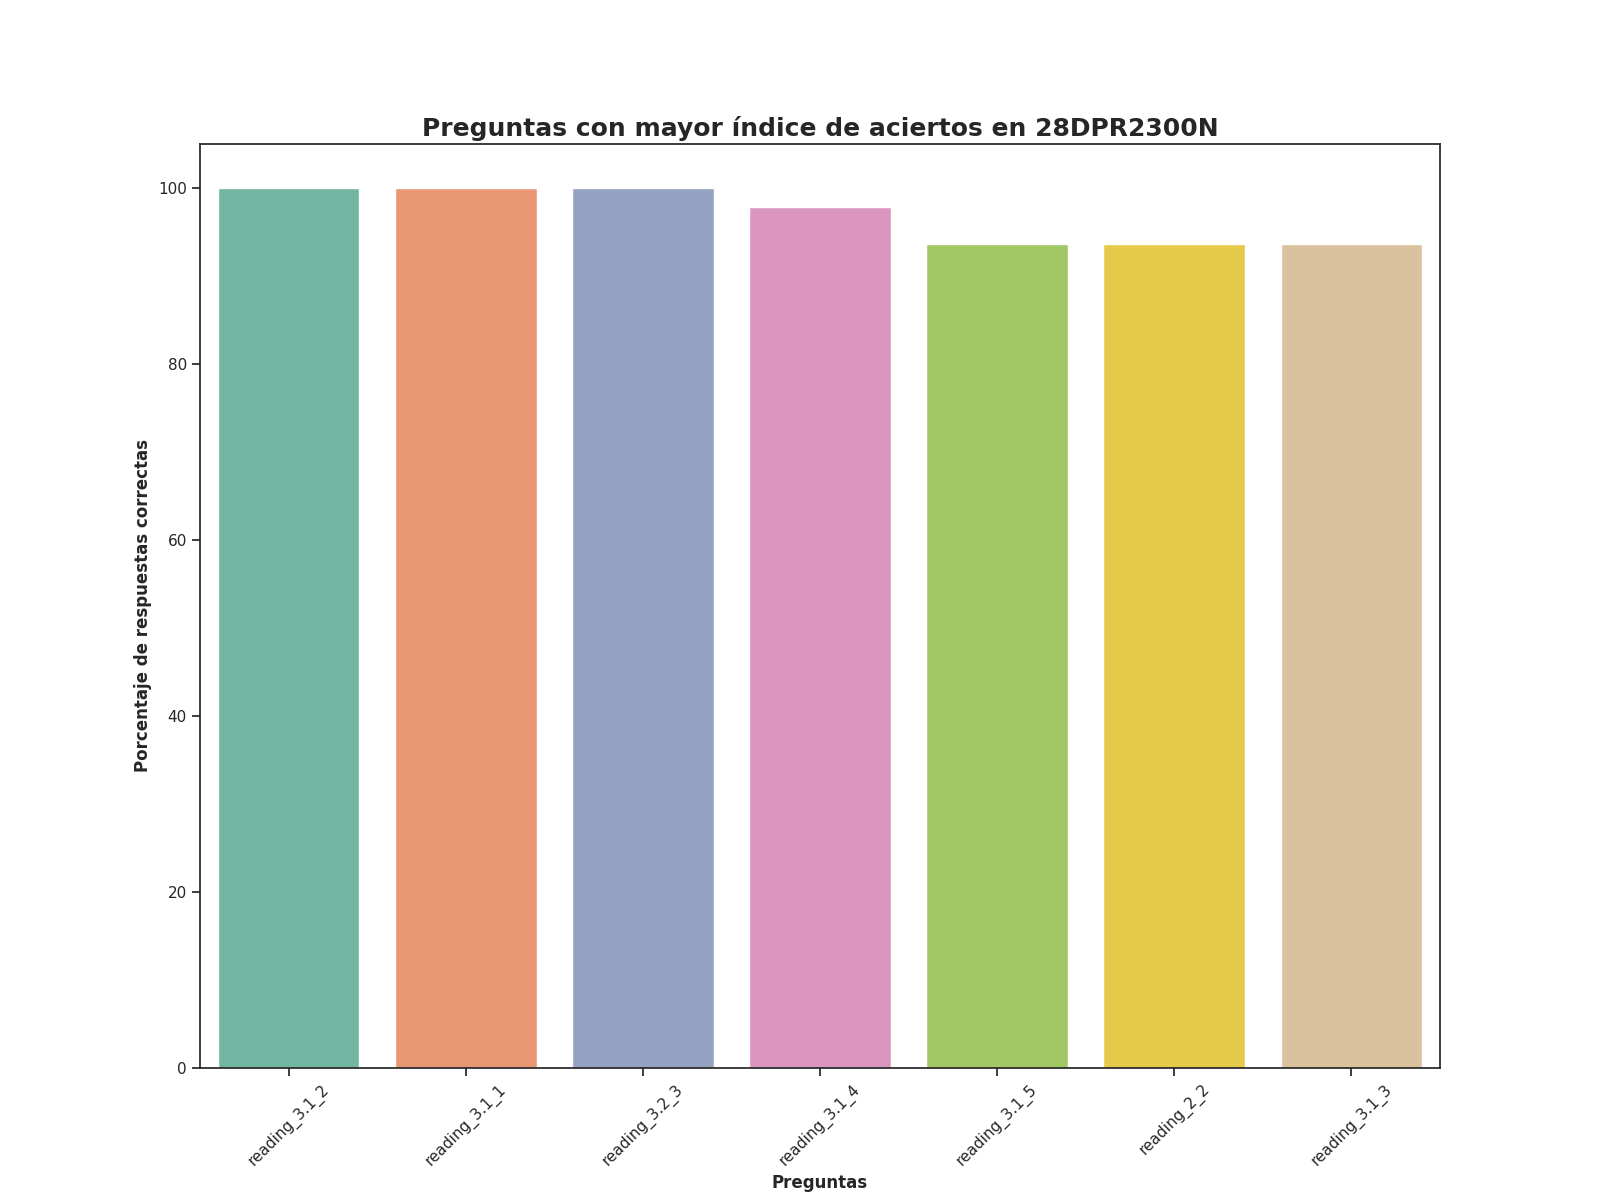 Preguntas con mayor índice de aciertos en 28DPR2300N
Porcentaje de respuestas correctas
100
80
60
40
20
0
reading_3.1_2
reading_3.1_1
reading_3.2_3
reading_3.1_4
reading_3.1_5
reading_2_2
reading_3.1_3
Preguntas